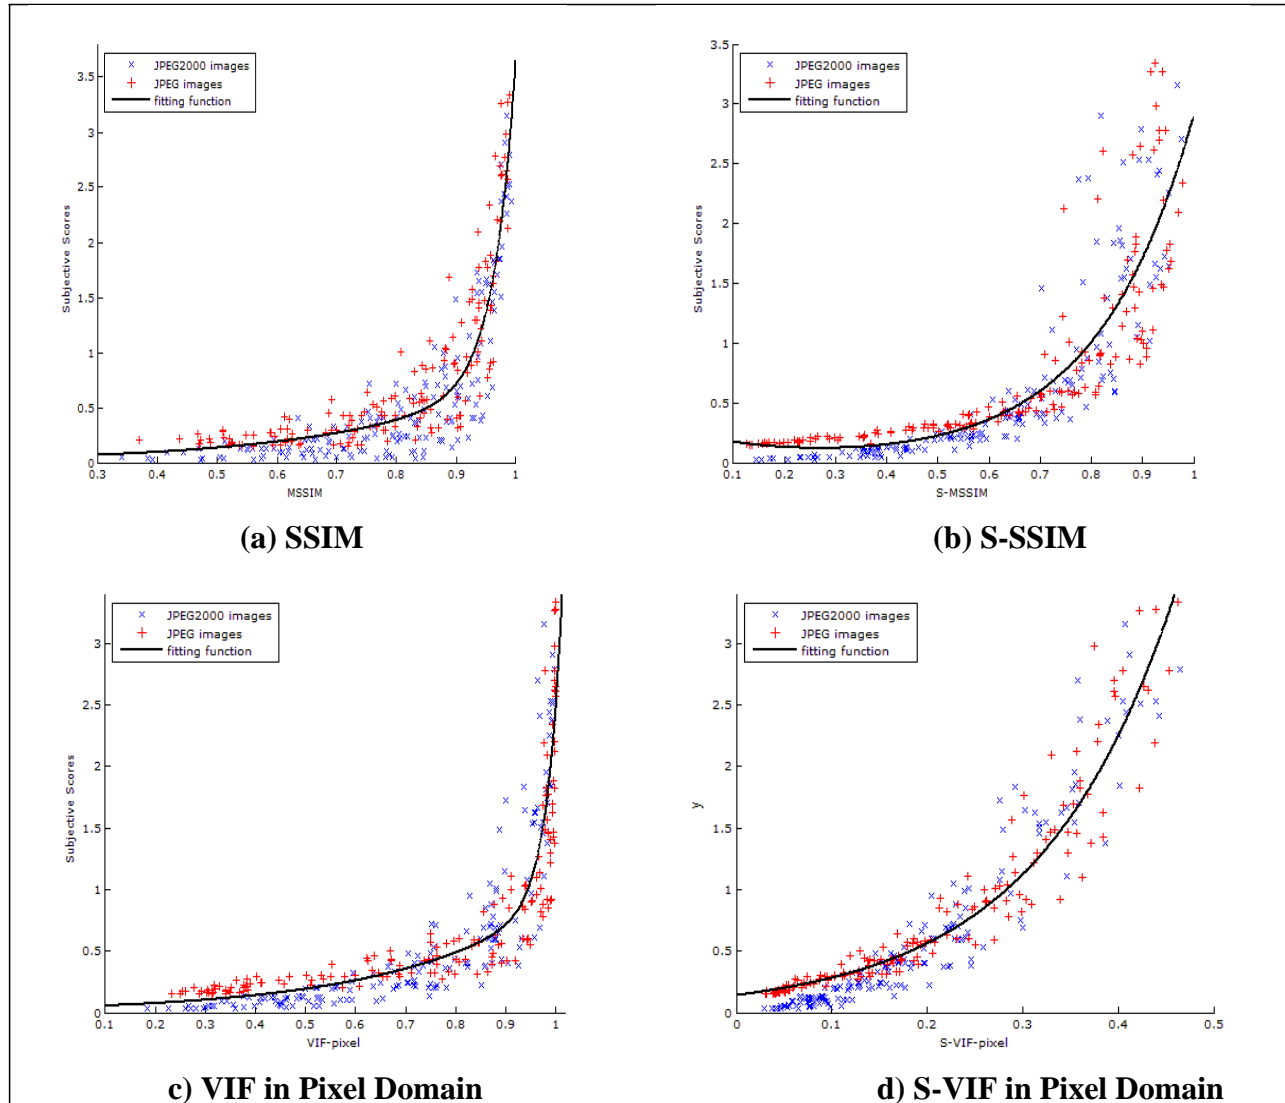 JPEG2000 images
JPEG images
fitting function
3.5
3
2.5
2
1.5
1
0.5
0
Subjective Scores
0.3 0.4 0.5 0.6 0.7 0.8 0.9 1
MSSIM
(a) SSIM
JPEG2000 images
JPEG images
fitting function
3.5
3
2.5
2
1.5
1
0.5
0
Subjective Scores
0.1 0.2 0.3 0.4 0.5 0.6 0.7 0.8 0.9 1
S-MSSIM
(b) S-SSIM
JPEG2000 images
JPEG images
fitting function
3
2.5
2
1.5
1
0.5
0
Subjective Scores
0.1 0.2 0.3 0.4 0.5 0.6 0.7 0.8 0.9 1
VIF-pixel
c) VIF in Pixel Domain
JPEG2000 images
JPEG images
fitting function
3
2.5
2
1.5
1
0.5
0
y
0 0.1 0.2 0.3 0.4 0.5
S-VIF-pixel
d) S-VIF in Pixel Domain